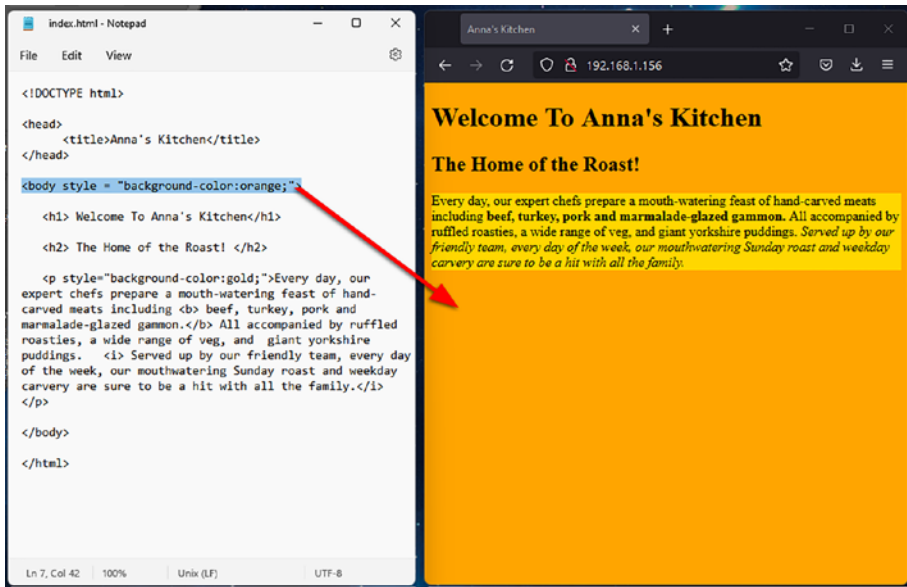 index.html - Notepad
File Edit View
<!DOCTYPE html>
<head>
<title>Anna's Kitchen</title>
</head>
<body style = "background-color:orange;">
<h1> Welcome To Anna's Kitchen</h1>
<h2> The Home of the Roast! </h2>
<p style="background-color:gold;">Every day, our
expert chefs prepare a mouth-watering feast of hand-
carved meats including <b> beef, turkey, pork and
marmalade-glazed gammon.</b> All accompanied by ruffled
roasties, a wide range of veg, and  giant yorkshire
puddings.   <i> Served up by our friendly team, every day
of the week, our mouthwatering Sunday roast and weekday
carvery are sure to be a hit with all the family.</i>
</p>
</body>
</html>
Ln 7, Col 42 100% Unix (LF) UTF-8
Anna's Kitchen
192.168.1.156
Welcome To Anna's Kitchen
The Home of the Roast!
Every day, our expert chefs prepare a mouth-watering feast of hand-carved meats
including beef, turkey, pork and marmalade-glazed gammon. All accompanied by
ruffled roasties, a wide range of veg, and giant yorkshire puddings. Served up by our
friendly team, every day of the week, our mouthwatering Sunday roast and weekday
carvery are sure to be a hit with all the family.